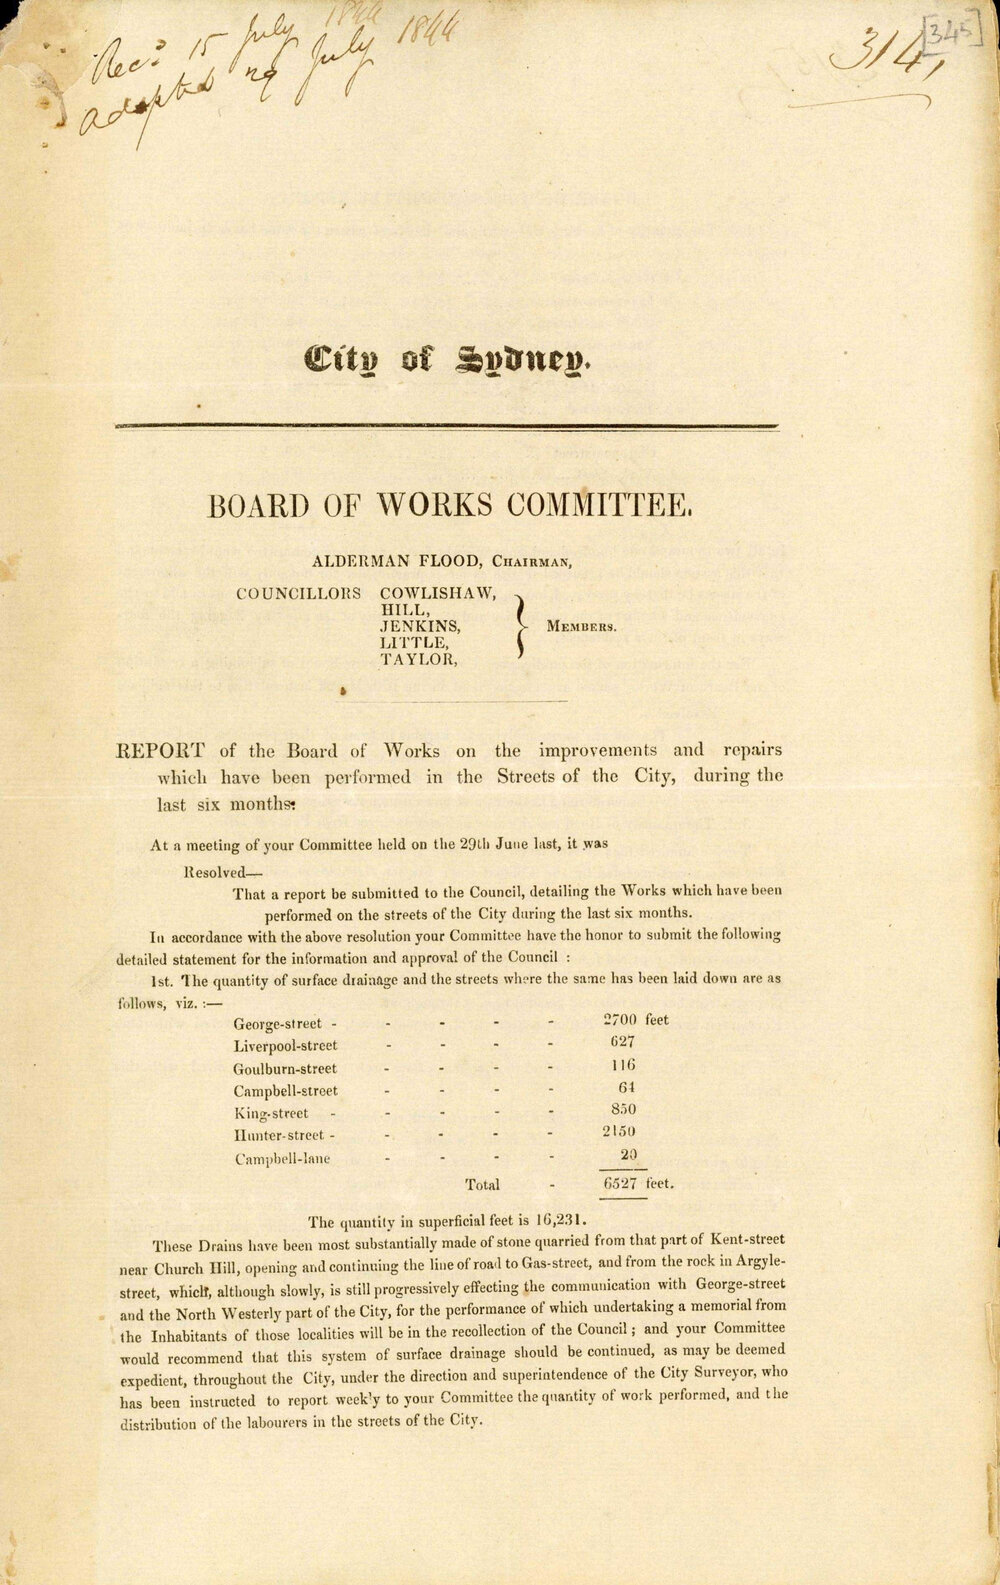 Recd. 15 July 1844
Adopted 29 July 1844
314,
[345]
City of Sydney.
BOARD OF WORKS COMMITTEE.
ALDERMAN FLOOD, CHAIRMAN,
COUNCILLORS COWLISHAW,
HILL,
JENKINS, } MEMBERS.
LITTLE,
TAYLOR,
REPORT of the Board of Works on the improvements and repairs
which have been performed in the Streets of the City, during the
last six months:
At a meeting of your Committee held on the 29th June last, it was
Resolved—
That a report be submitted to the Council, detailing the Works which have been
performed on the streets of the City during the last six months.
In accordance with the above resolution your Committee have the honor to submit the following
detailed statement for the information and approval of the Council :
1st. The quantity of surface drainage and the streets where the same has been laid down are as
follows, viz. :—
George-street - - - - - 2700 feet
Liverpool-street - - - - 627
Goulburn-street - - - - 116
Campbell-street - - - - 64
King-street - - - - - 850
Hunter-street - - - - - 2150
Campbell-lane - - - - 20
Total - 6527 feet.
The quantity in superficial feet is 16,231.
These Drains have been most substantially made of stone quarried from that part of Kent-street
near Church Hill, opening and continuing the line of road to Gas-street, and from the rock in Argyle-
street, which, although slowly, is still progressively effecting the communication with George-street
and the North Westerly part of the City, for the performance of which undertaking a memorial from
the Inhabitants of those localities will be in the recollection of the Council ; and your Committee
would recommend that this system of surface drainage should be continued, as may be deemed
expedient, throughout the City, under the direction and superintendence of the City Surveyor, who
has been instructed to report week'y to your Committee the quantity of work performed, and the
distribution of the labourers in the streets of the City.